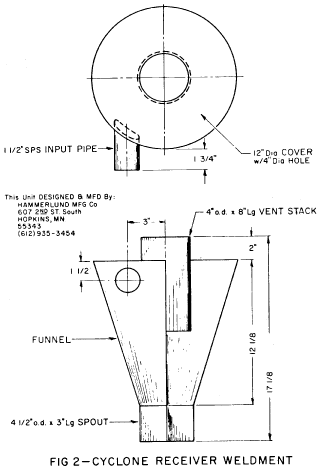 1 1/2" SPS INPUT PIPE
1 3/4"
12" Dia COVER
w/4" Dia HOLE
This Unit DESIGNED & MFD By:
HAMMERLUND MFG Co
607 2ND ST. South
HOPKINS, MN
55343
(612) 935-3454
3"
4" o.d. x 8" Lg VENT STACK
2"
1 1/2"
FUNNEL
12 1/8
17 1/8
4 1/2" o.d. x 3" Lg SPOUT
FIG 2—CYCLONE RECEIVER WELDMENT